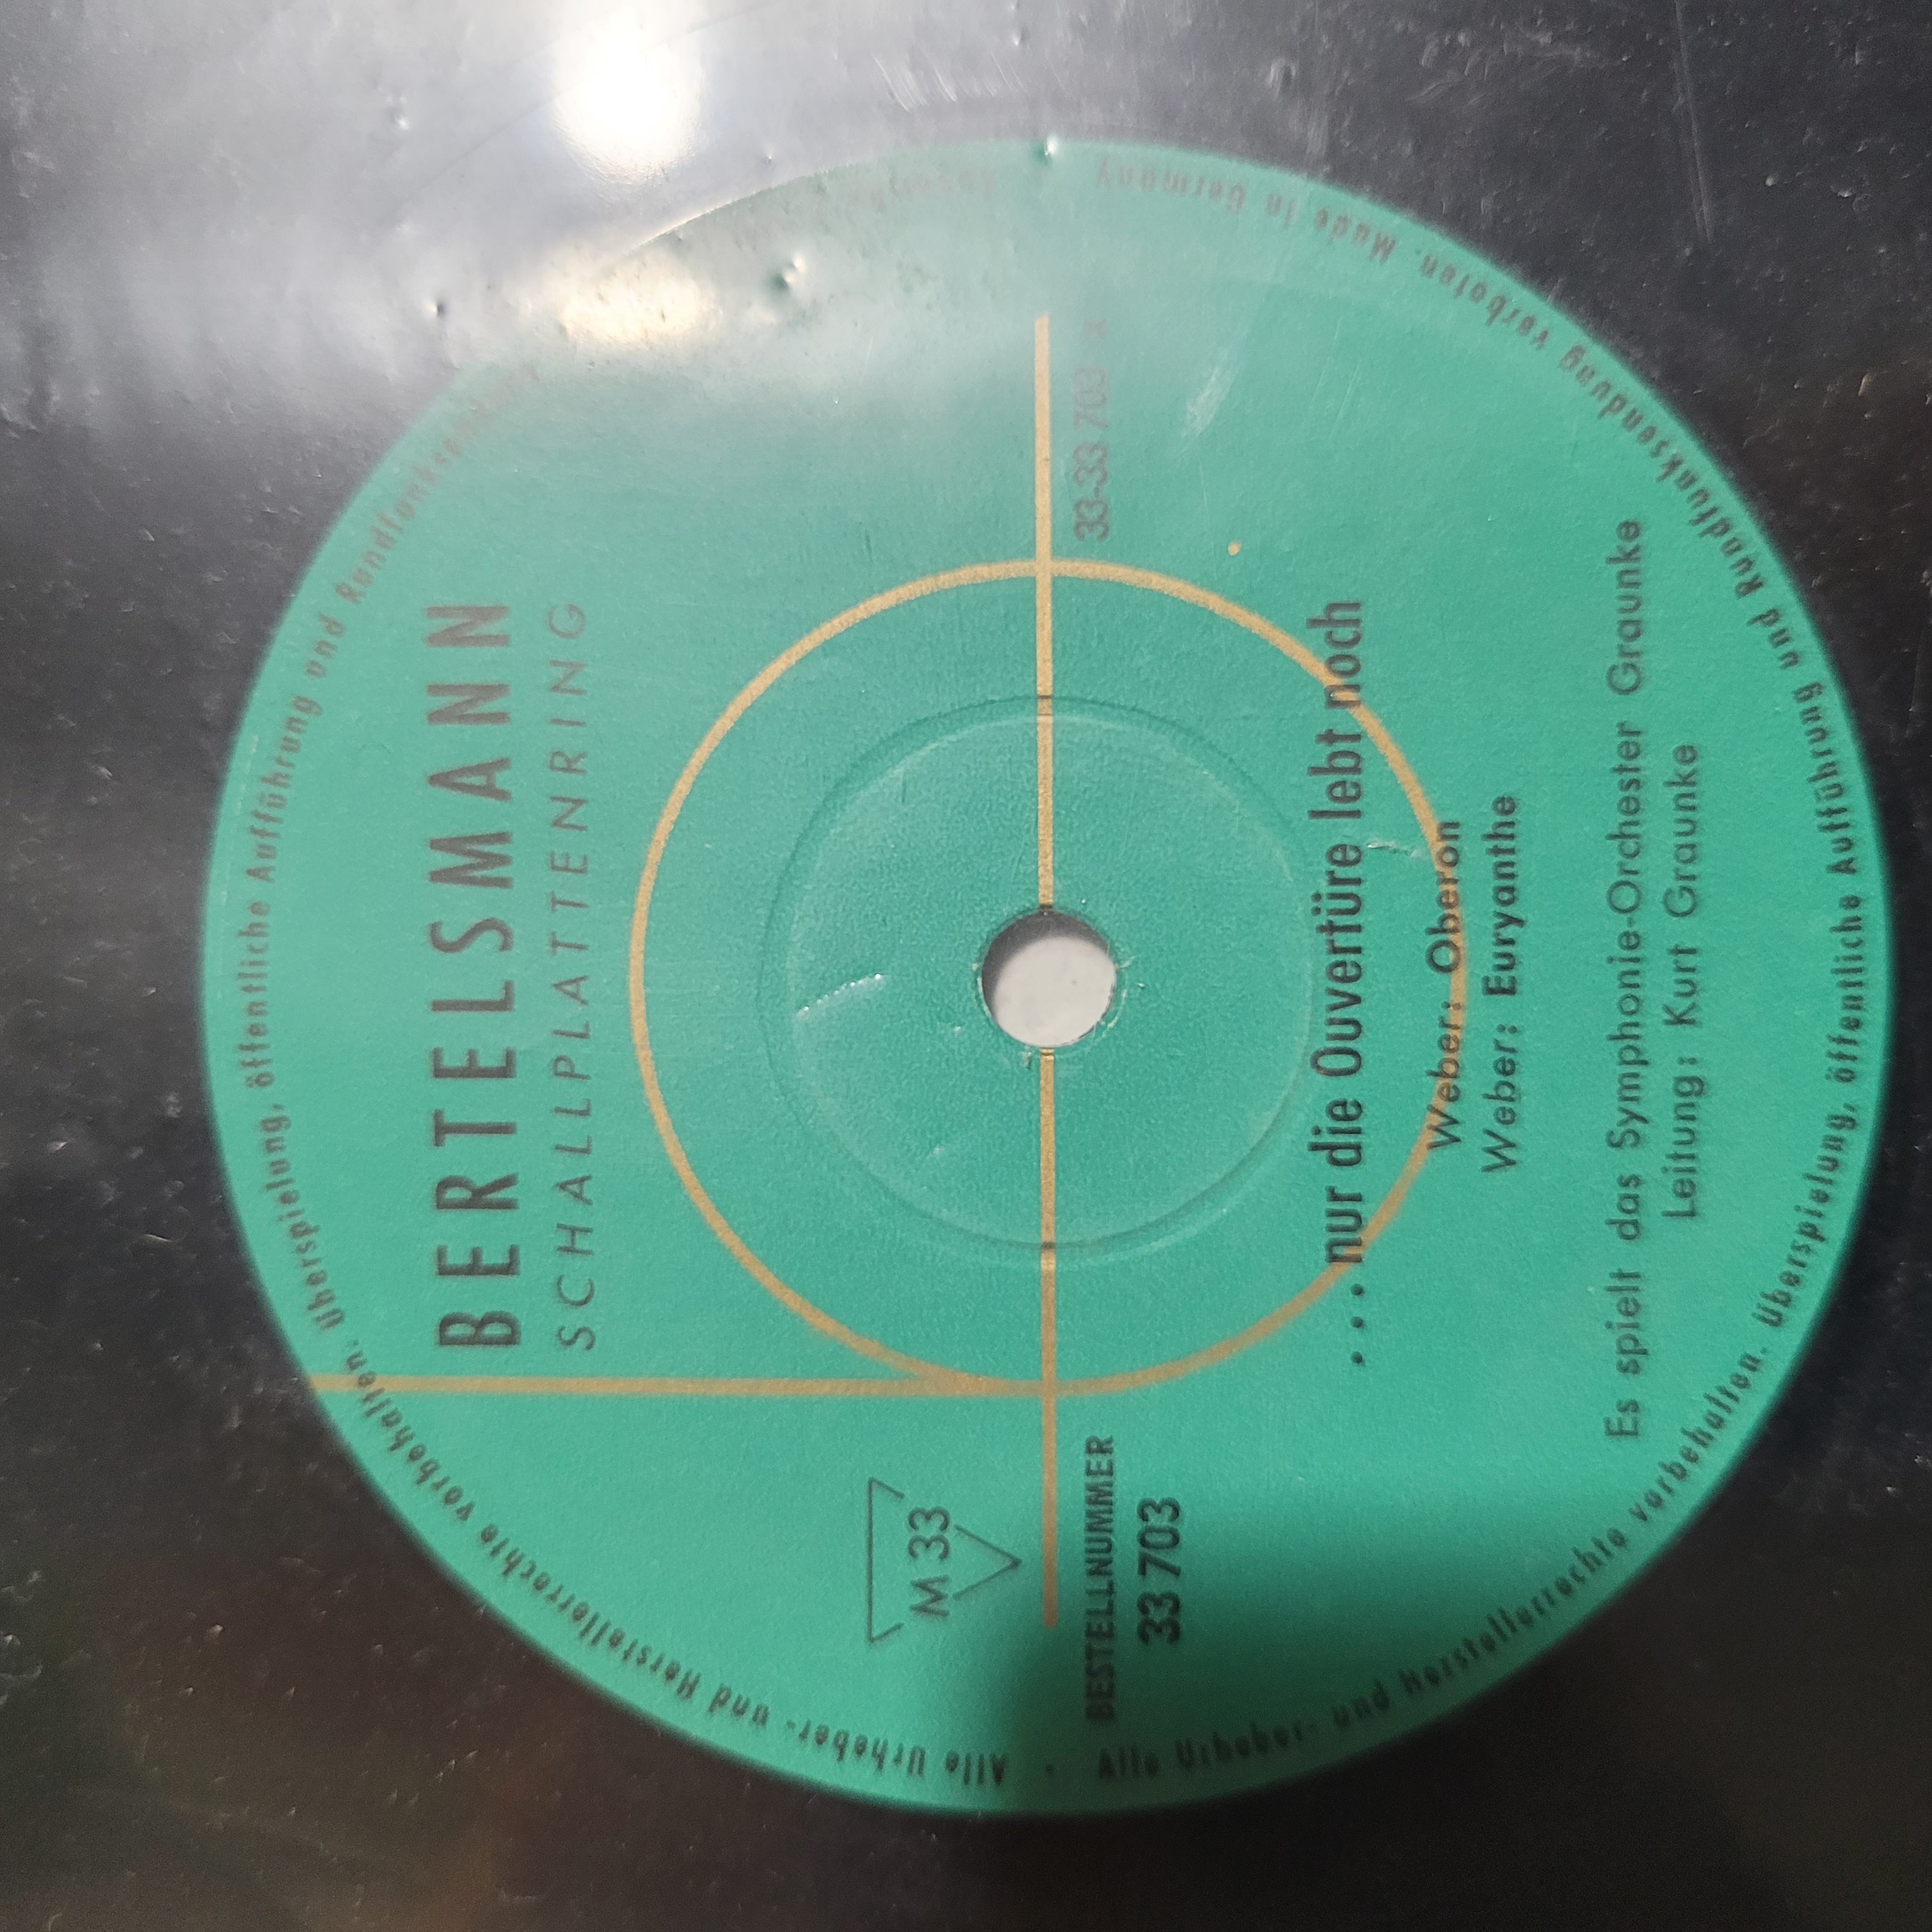 BERTELSMANN
SCHALLPLATTENRING
M 33
BESTELLNUMMER
33 703
33-33 703 x
.... nur die Ouvertüre lebt noch
Weber: Oberon
Weber: Euryanthe
Es spielt das Symphonie-Orchester Graunke
Leitung: Kurt Graunke
Alle Urheber- und Herstellerrechte vorbehalten. Überspielung, öffentliche Aufführung und
Alle Urheber- und Herstellerrechte vorbehalten. Überspielung, öffentliche Aufführung und Rundfunksendung verboten. Made in Germany